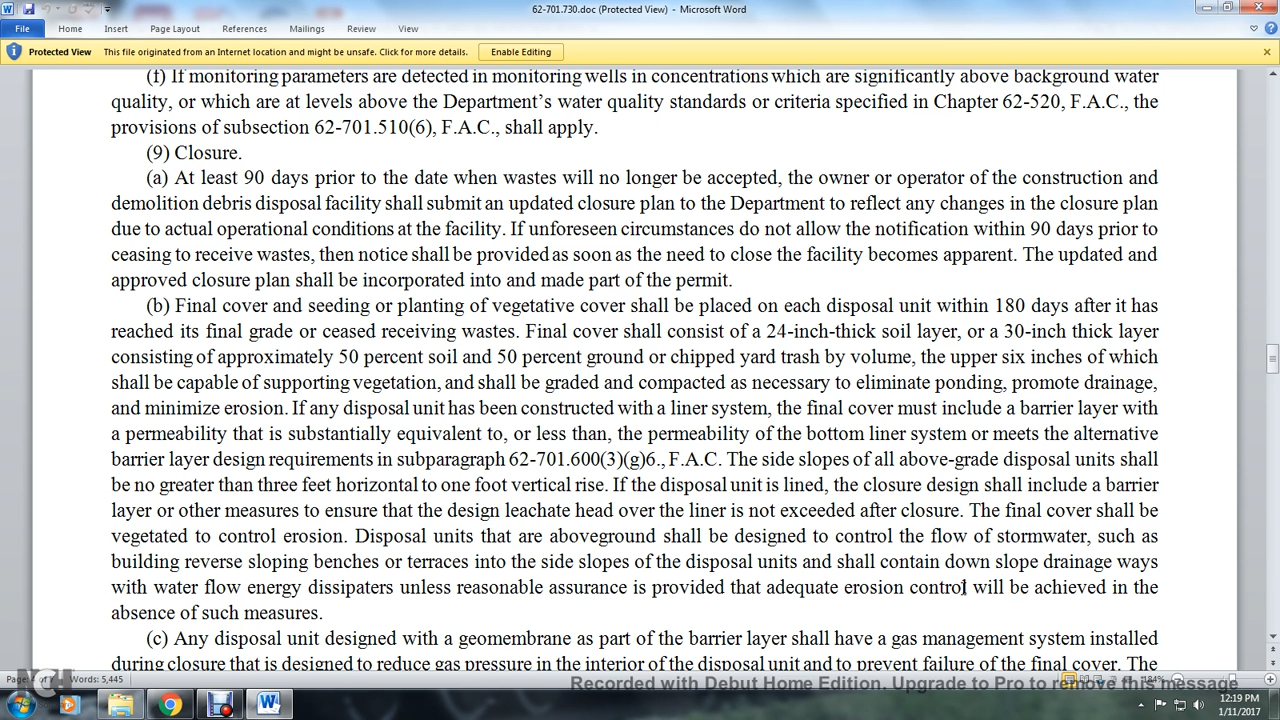 62-701.730.doc (Protected View) - Microsoft Word
File Home Insert Page Layout References Mailings Review View
Protected View This file originated from an Internet location and might be unsafe. Click for more details. Enable Editing
(f) If monitoring parameters are detected in monitoring wells in concentrations which are significantly above background water
quality, or which are at levels above the Department’s water quality standards or criteria specified in Chapter 62-520, F.A.C., the
provisions of subsection 62-701.510(6), F.A.C., shall apply.
(9) Closure.
(a) At least 90 days prior to the date when wastes will no longer be accepted, the owner or operator of the construction and
demolition debris disposal facility shall submit an updated closure plan to the Department to reflect any changes in the closure plan
due to actual operational conditions at the facility. If unforeseen circumstances do not allow the notification within 90 days prior to
ceasing to receive wastes, then notice shall be provided as soon as the need to close the facility becomes apparent. The updated and
approved closure plan shall be incorporated into and made part of the permit.
(b) Final cover and seeding or planting of vegetative cover shall be placed on each disposal unit within 180 days after it has
reached its final grade or ceased receiving wastes. Final cover shall consist of a 24-inch-thick soil layer, or a 30-inch thick layer
consisting of approximately 50 percent soil and 50 percent ground or chipped yard trash by volume, the upper six inches of which
shall be capable of supporting vegetation, and shall be graded and compacted as necessary to eliminate ponding, promote drainage,
and minimize erosion. If any disposal unit has been constructed with a liner system, the final cover must include a barrier layer with
a permeability that is substantially equivalent to, or less than, the permeability of the bottom liner system or meets the alternative
barrier layer design requirements in subparagraph 62-701.600(3)(g)6., F.A.C. The side slopes of all above-grade disposal units shall
be no greater than three feet horizontal to one foot vertical rise. If the disposal unit is lined, the closure design shall include a barrier
layer or other measures to ensure that the design leachate head over the liner is not exceeded after closure. The final cover shall be
vegetated to control erosion. Disposal units that are aboveground shall be designed to control the flow of stormwater, such as
building reverse sloping benches or terraces into the side slopes of the disposal units and shall contain down slope drainage ways
with water flow energy dissipaters unless reasonable assurance is provided that adequate erosion control will be achieved in the
absence of such measures.
(c) Any disposal unit designed with a geomembrane as part of the barrier layer shall have a gas management system installed
during closure that is designed to reduce gas pressure in the interior of the disposal unit and to prevent failure of the final cover. The
Words: 5,445
Recorded with Debut Home Edition. Upgrade to Pro to remove this message
12:19 PM
1/11/2017